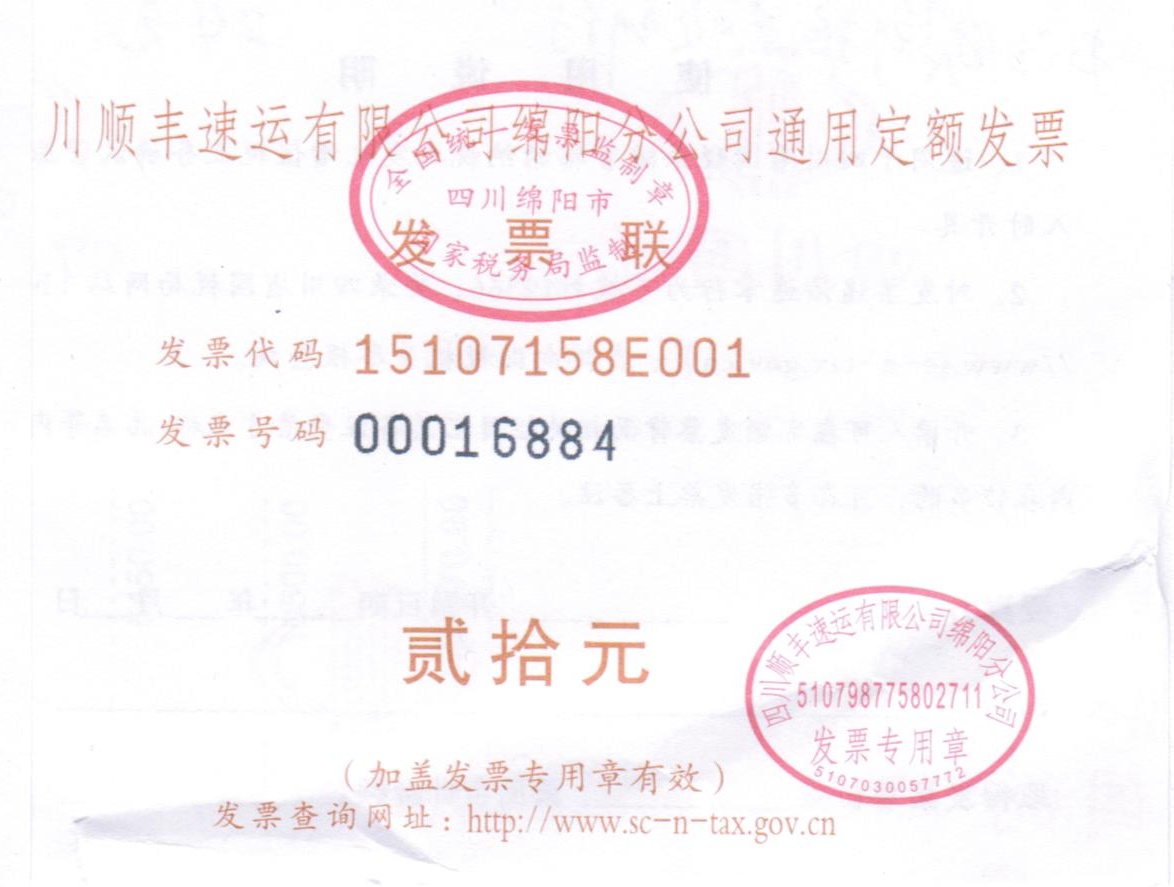 川顺丰速运有限公司绵阳分公司通用定额发票
全国统一发票监制章
四川绵阳市
国家税务局监制
发票联
发票代码 15107158E001
发票号码 00016884
贰拾元
四川顺丰速运有限公司绵阳分公司
510798775802711
发票专用章
5107030057772
（加盖发票专用章有效）
发票查询网址：http://www.sc-n-tax.gov.cn